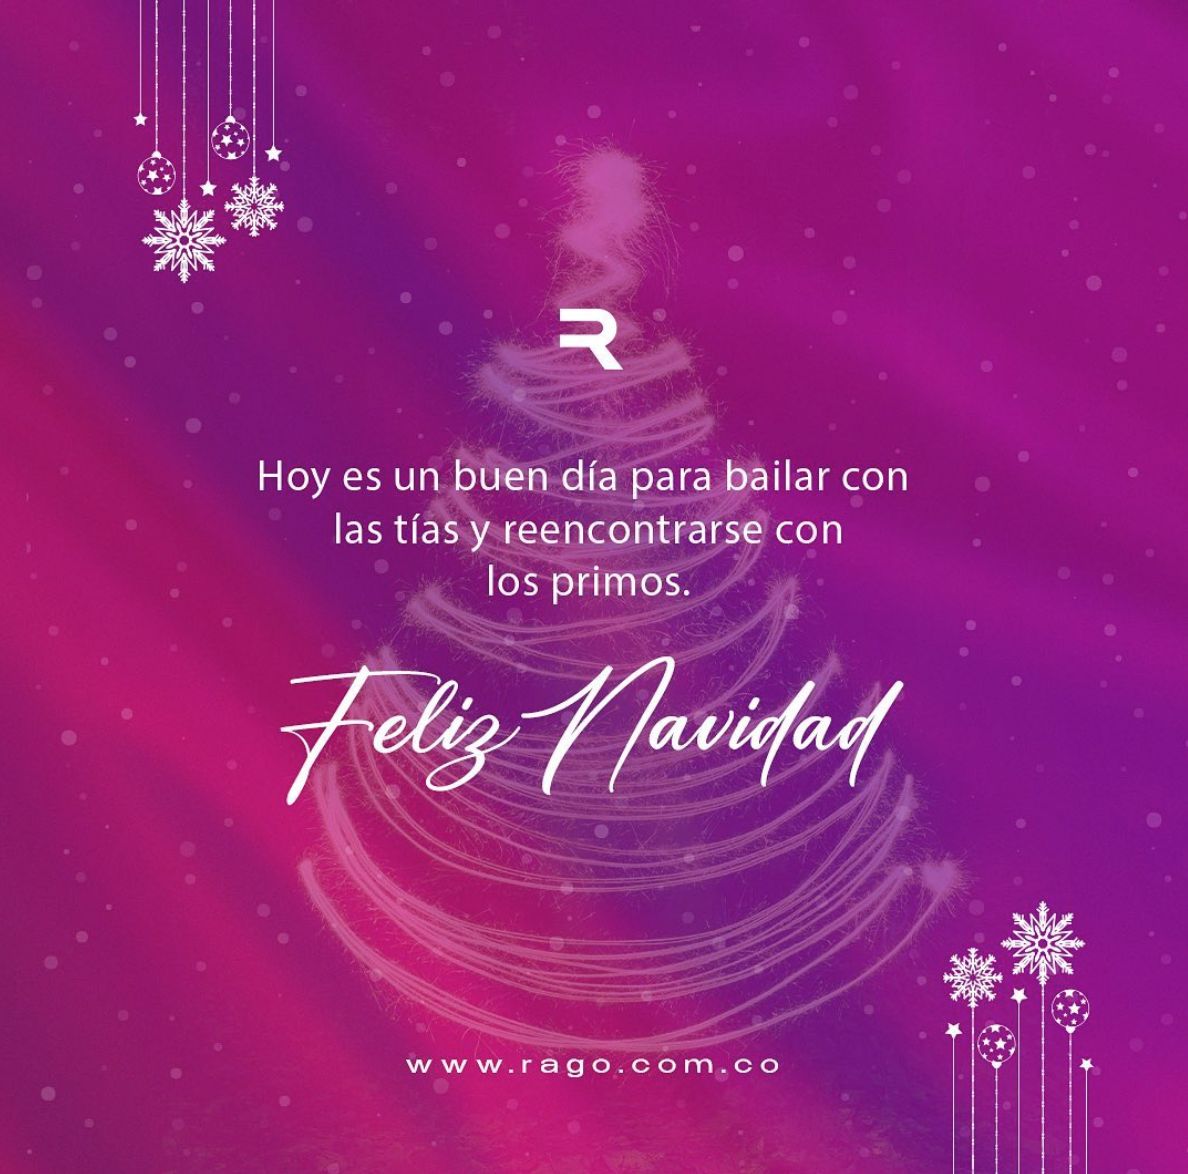 R
Hoy es un buen día para bailar con
las tías y reencontrarse con
los primos.
Feliz Navidad
www.rago.com.co